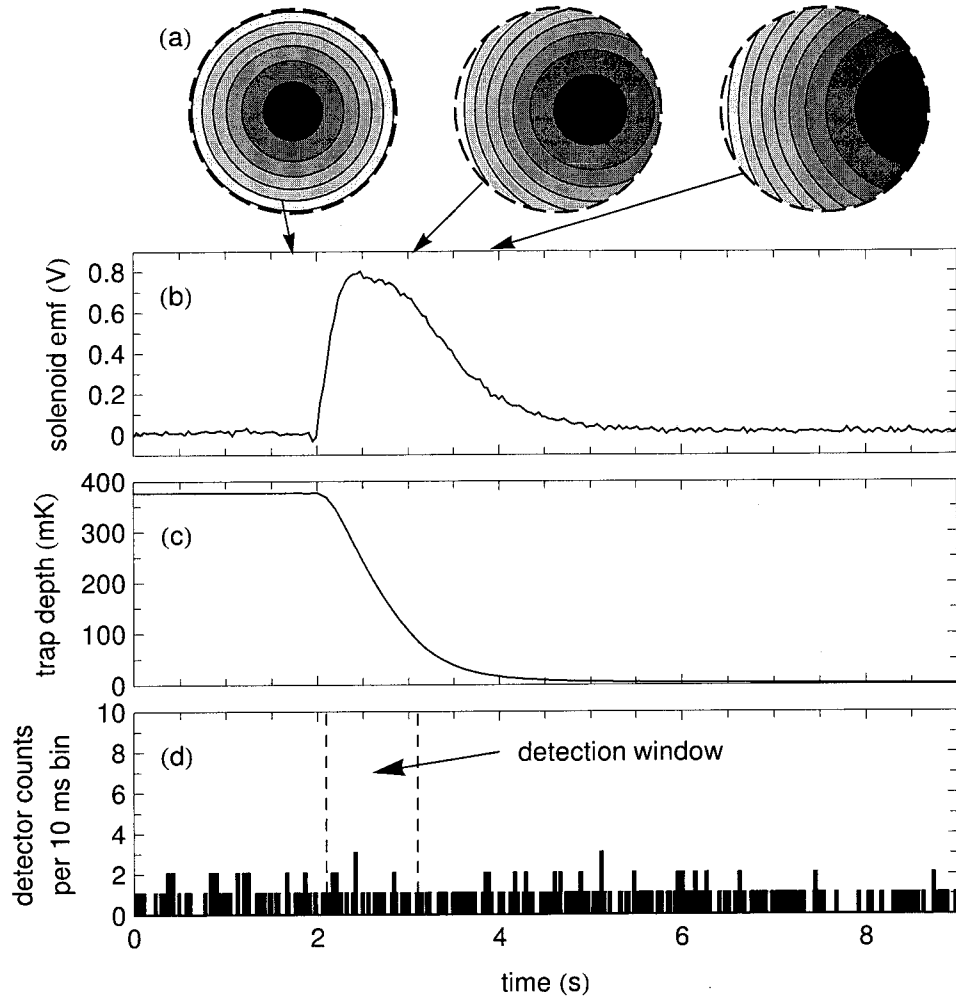 (a)
solenoid emf (V)
0.8
0.6
0.4
0.2
0
(b)
trap depth (mK)
400
300
200
100
0
(c)
detector counts
per 10 ms bin
10
8
6
4
2
0
(d)
detection window
0 2 4 6 8
time (s)